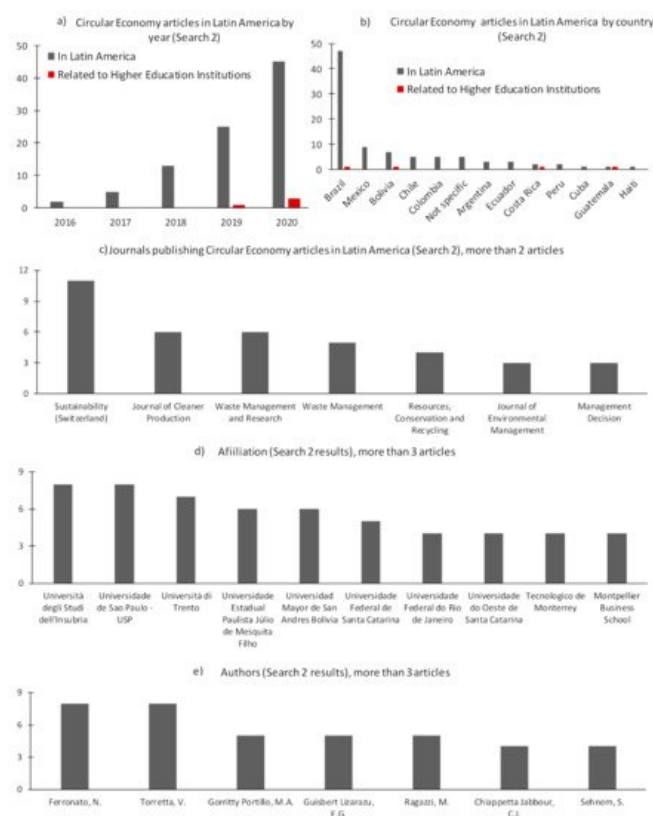 a) Circular Economy articles in Latin America by
year (Search 2)
50
40
30
20
10
0
In Latin America
Related to Higher Education Institutions
2016 2017 2018 2019 2020
b) Circular Economy articles in Latin America by country
(Search 2)
50
40
30
20
10
0
In Latin America
Related to Higher Education Institutions
Brazil
Mexico
Bolivia
Chile
Colombia
Not specific
Argentina
Ecuador
Costa Rica
Peru
Cuba
Guatemala
Haiti
c)Journals publishing Circular Economy articles in Latin America (Search 2), more than 2 articles
12
9
6
3
0
Sustainability
(Switzerland)
Journal of Cleaner
Production
Waste Management
and Research
Waste Management
Resources,
Conservation and
Recycling
Journal of
Environmental
Management
Management
Decision
d) Afiiliation (Search 2 results), more than 3 articles
9
6
3
0
Università
degli Studi
dell'Insubria
Universidade
de Sao Paulo -
USP
Università di
Trento
Universidade
Estadual
Paulista Júlio
de Mesquita
Filho
Universidad
Mayor de San
Andres Bolivia
Universidade
Federal de
Santa Catarina
Universidade
Federal do Rio
de Janeiro
Universidade
do Oeste de
Santa Catarina
Tecnologico de
Monterrey
Montpellier
Business
School
e) Authors (Search 2 results), more than 3 articles
9
6
3
0
Ferronato, N.
Torretta, V.
Gorritty Portillo, M.A.
Guisbert Lizarazu,
E.G.
Ragazzi, M.
Chiappetta Jabbour,
C.J.
Sehnem, S.